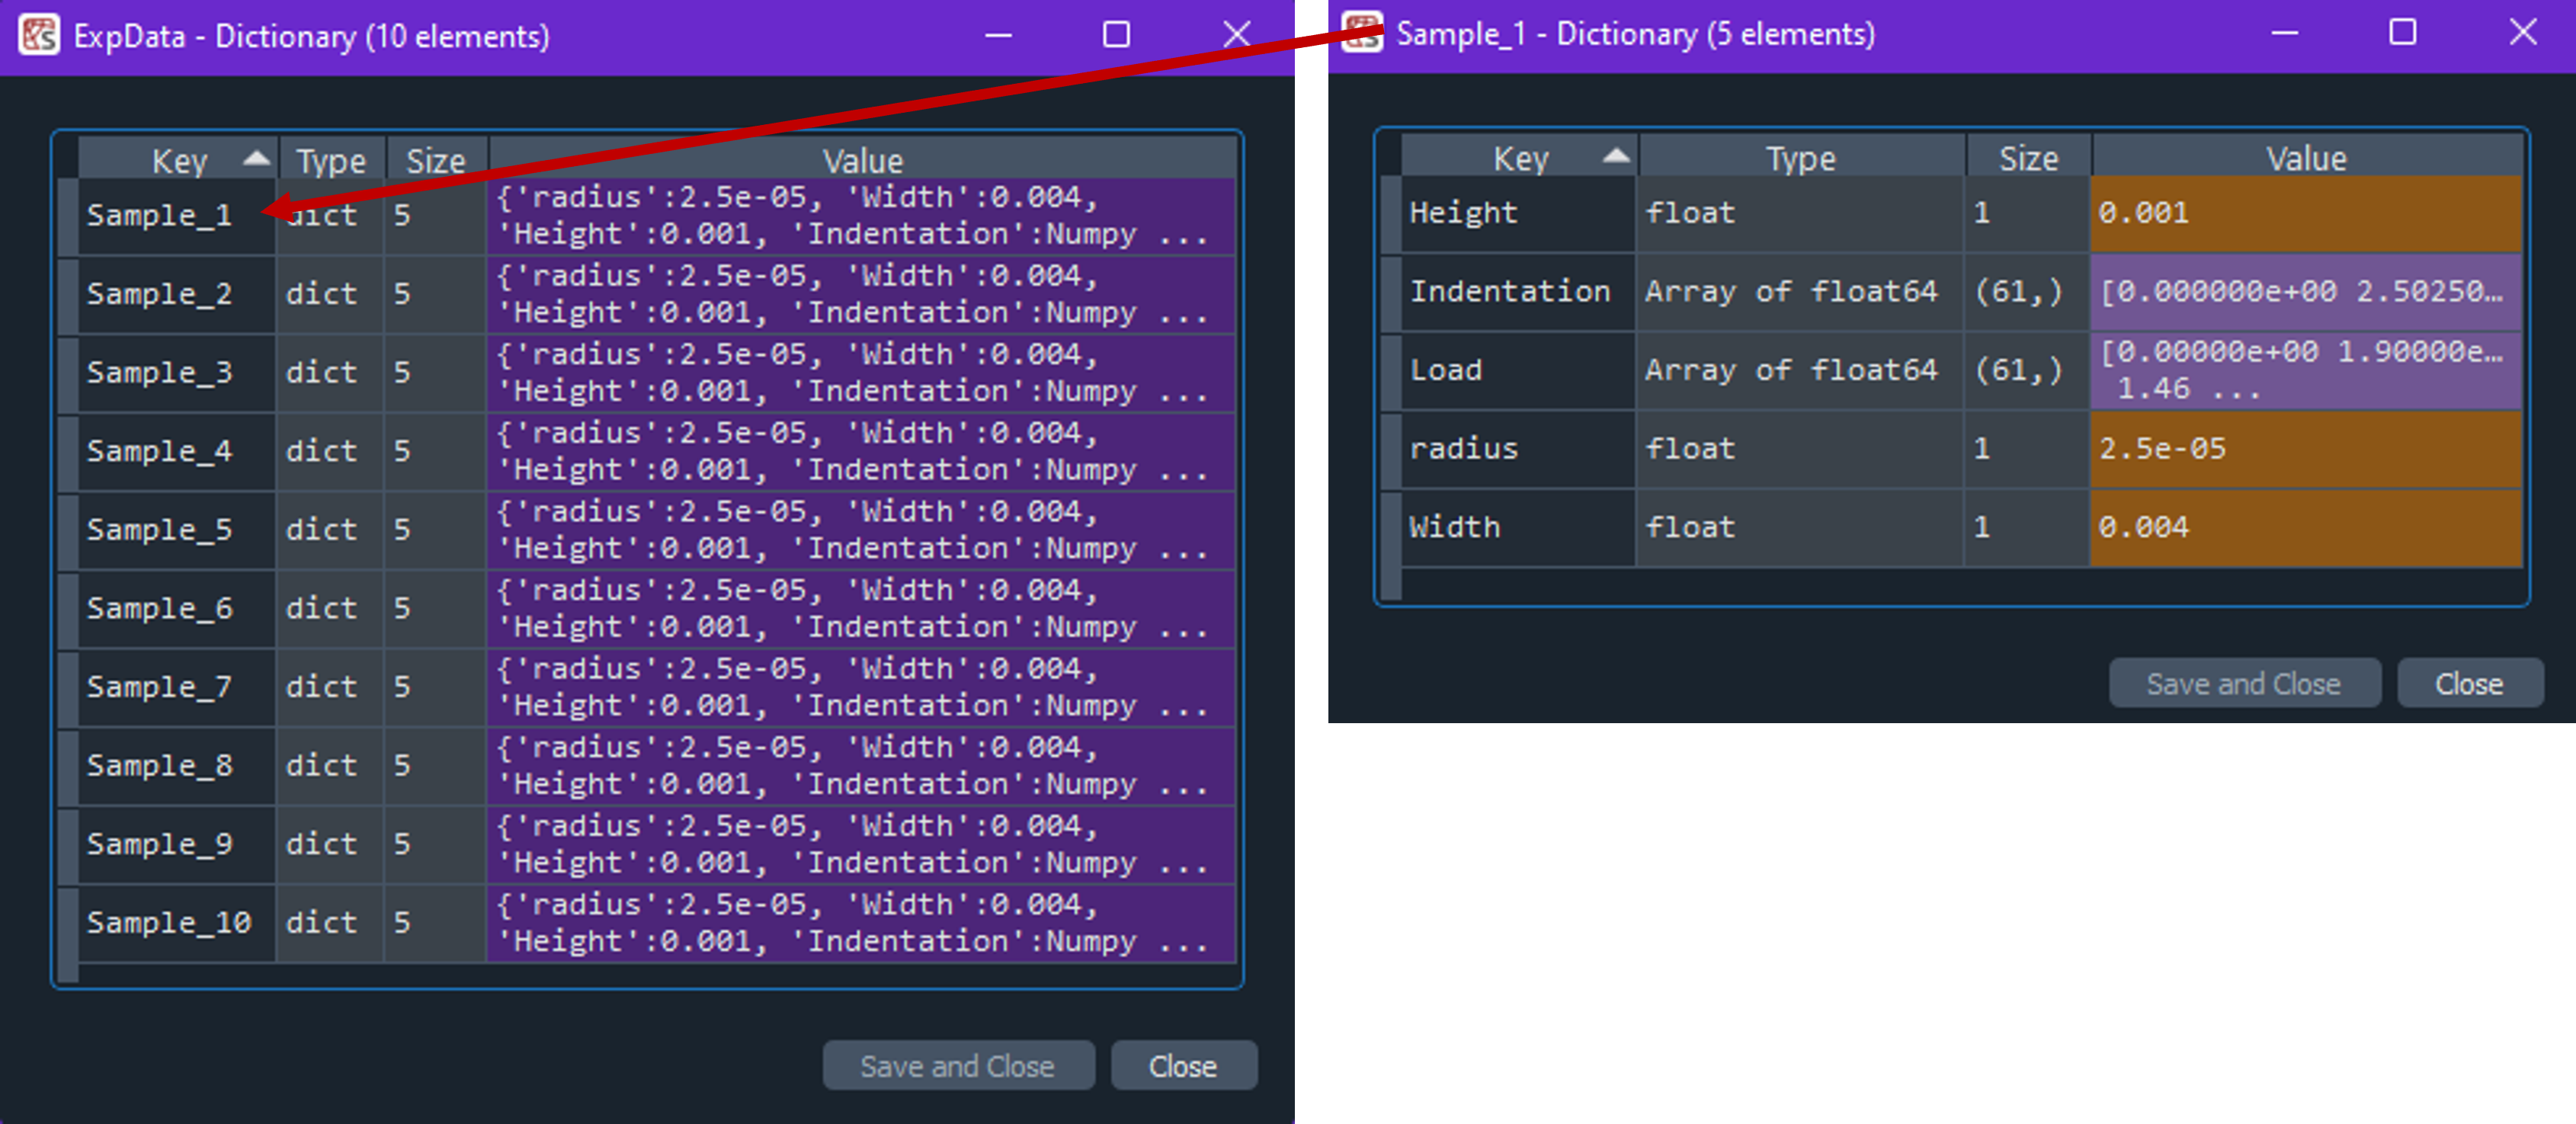 ExpData - Dictionary (10 elements)
Key Type Size Value
Sample_1 dict 5 {'radius':2.5e-05, 'Width':0.004,
'Height':0.001, 'Indentation':Numpy ...
Sample_2 dict 5 {'radius':2.5e-05, 'Width':0.004,
'Height':0.001, 'Indentation':Numpy ...
Sample_3 dict 5 {'radius':2.5e-05, 'Width':0.004,
'Height':0.001, 'Indentation':Numpy ...
Sample_4 dict 5 {'radius':2.5e-05, 'Width':0.004,
'Height':0.001, 'Indentation':Numpy ...
Sample_5 dict 5 {'radius':2.5e-05, 'Width':0.004,
'Height':0.001, 'Indentation':Numpy ...
Sample_6 dict 5 {'radius':2.5e-05, 'Width':0.004,
'Height':0.001, 'Indentation':Numpy ...
Sample_7 dict 5 {'radius':2.5e-05, 'Width':0.004,
'Height':0.001, 'Indentation':Numpy ...
Sample_8 dict 5 {'radius':2.5e-05, 'Width':0.004,
'Height':0.001, 'Indentation':Numpy ...
Sample_9 dict 5 {'radius':2.5e-05, 'Width':0.004,
'Height':0.001, 'Indentation':Numpy ...
Sample_10 dict 5 {'radius':2.5e-05, 'Width':0.004,
'Height':0.001, 'Indentation':Numpy ...
Save and Close Close
Sample_1 - Dictionary (5 elements)
Key Type Size Value
Height float 1 0.001
Indentation Array of float64 (61,) [0.000000e+00 2.50250…
Load Array of float64 (61,) [0.00000e+00 1.90000e…
1.46 ...
radius float 1 2.5e-05
Width float 1 0.004
Save and Close Close